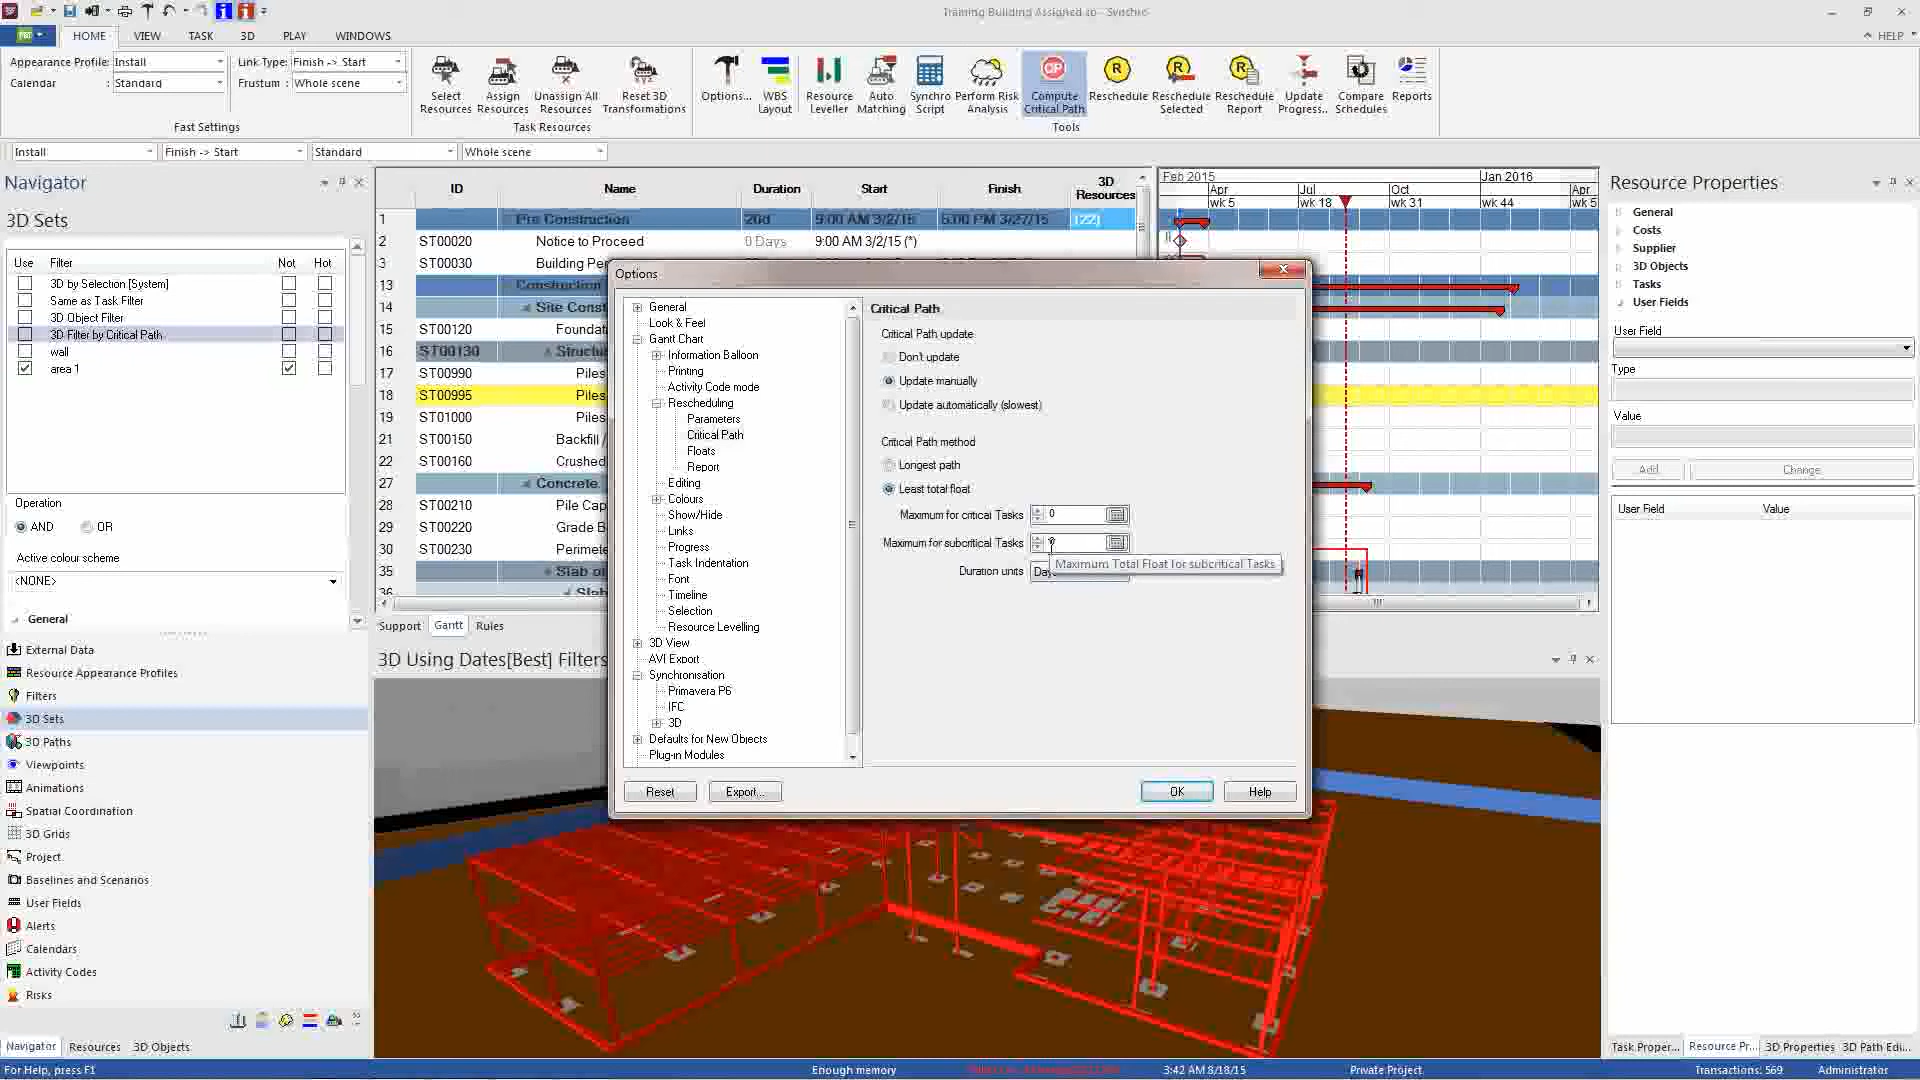 Training Building Assigned.sp - Synchro
HOME VIEW TASK 3D PLAY WINDOWS
HELP
Appearance Profile: Install Link Type: Finish -> Start
Calendar Standard Frustum : Whole scene
Fast Settings
Select Resources
Assign Resources
Unassign All Resources
Reset 3D Transformations
Task Resources
Options...
WBS Layout
Resource Leveller
Auto Matching
Synchro Script
Perform Risk Analysis
Compute Critical Path
Reschedule
Reschedule Selected
Reschedule Report
Update Progress...
Compare Schedules
Reports
Tools
Install Finish -> Start Standard Whole scene
Navigator
3D Sets
Use Filter Not Hot
3D by Selection [System]
Same as Task Filter
3D Object Filter
3D Filter by Critical Path
wall
area 1
Operation
AND OR
Active colour scheme
<NONE>
General
External Data
Resource Appearance Profiles
Filters
3D Sets
3D Paths
Viewpoints
Animations
Spatial Coordination
3D Grids
Project
Baselines and Scenarios
User Fields
Alerts
Calendars
Activity Codes
Risks
Navigator Resources 3D Objects
ID Name Duration Start Finish 3D Resources
1 Pre Construction 20d 9:00 AM 3/2/15 5:00 PM 3/27/15 (22)
2 ST00020 Notice to Proceed 0 Days 9:00 AM 3/2/15 (*)
3 ST00030 Building Per
13 Construction
14 Site Const
15 ST00120 Foundat
16 ST00130 Structu
17 ST00990 Piles
18 ST00995 Piles
19 ST01000 Piles
21 ST00150 Backfill /
22 ST00160 Crushed
27 Concrete.
28 ST00210 Pile Cap
29 ST00220 Grade B
30 ST00230 Perimete
35 Slab o
36 Slab
Support Gantt Rules
Feb 2015 Jan 2016
Apr Jul Oct Apr
wk 5 wk 18 wk 31 wk 44 wk 5
3D Using Dates[Best] Filters
Options
General
Look & Feel
Gantt Chart
Information Balloon
Printing
Activity Code mode
Rescheduling
Parameters
Critical Path
Floats
Report
Editing
Colours
Show/Hide
Links
Progress
Task Indentation
Font
Timeline
Selection
Resource Levelling
3D View
AVI Export
Synchronisation
Primavera P6
IFC
3D
Defaults for New Objects
Plug-in Modules
Critical Path
Critical Path update
Don't update
Update manually
Update automatically (slowest)
Critical Path method
Longest path
Least total float
Maximum for critical Tasks 0
Maximum for subcritical Tasks
Maximum Total Float for subcritical Tasks
Duration units Day
Reset Export... OK Help
Resource Properties
General
Costs
Supplier
3D Objects
Tasks
User Fields
User Field
Type
Value
Add Change
User Field Value
Task Proper... Resource Pr... 3D Properties 3D Path Edi...
For Help, press F1 Enough memory 3:42 AM 8/18/15 Private Project Transactions: 569 Administrator